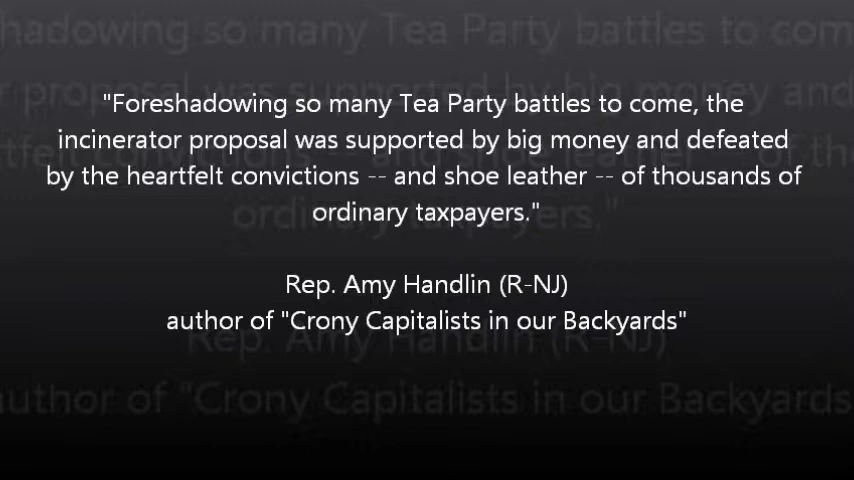 "Foreshadowing so many Tea Party battles to come, the
incinerator proposal was supported by big money and defeated
by the heartfelt convictions -- and shoe leather -- of thousands of
ordinary taxpayers."
Rep. Amy Handlin (R-NJ)
author of "Crony Capitalists in our Backyards"